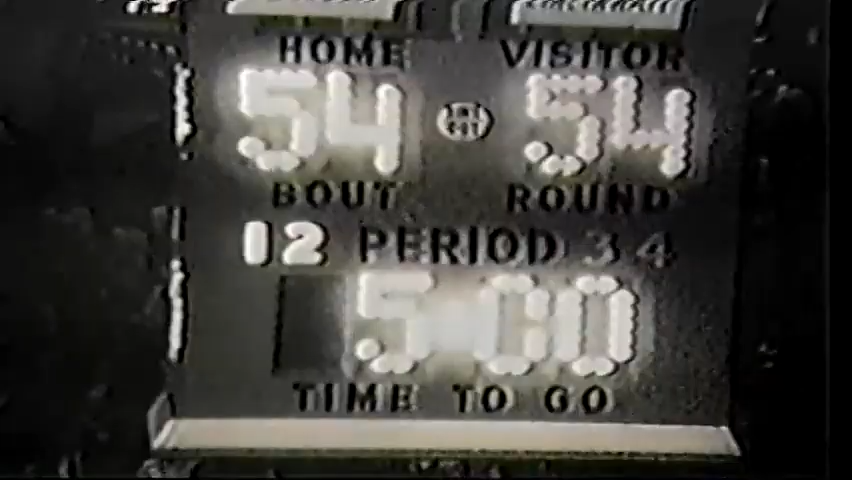 HOME VISITOR
54 54
BOUT ROUND
12 PERIOD 3 4
5 00
TIME TO GO